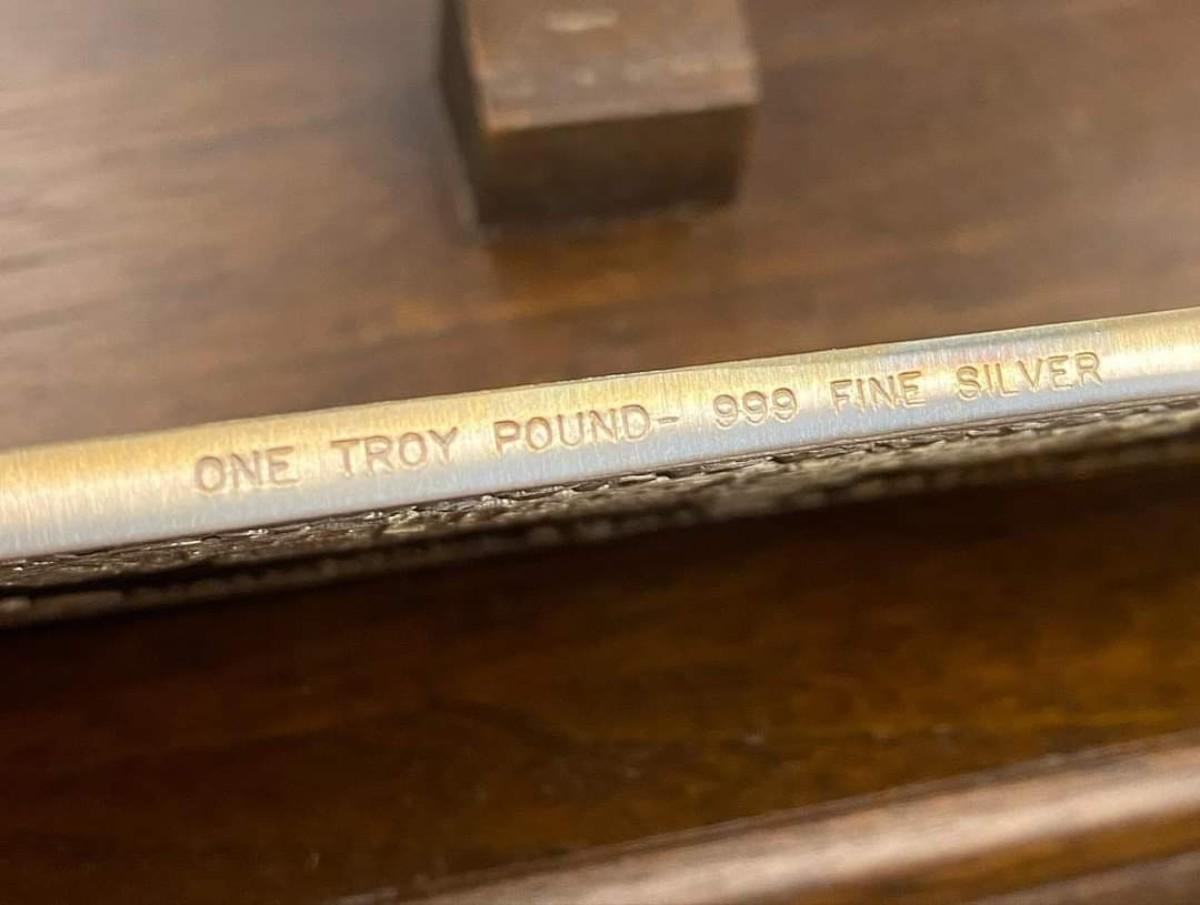 ONE TROY POUND- 999 FINE SILVER